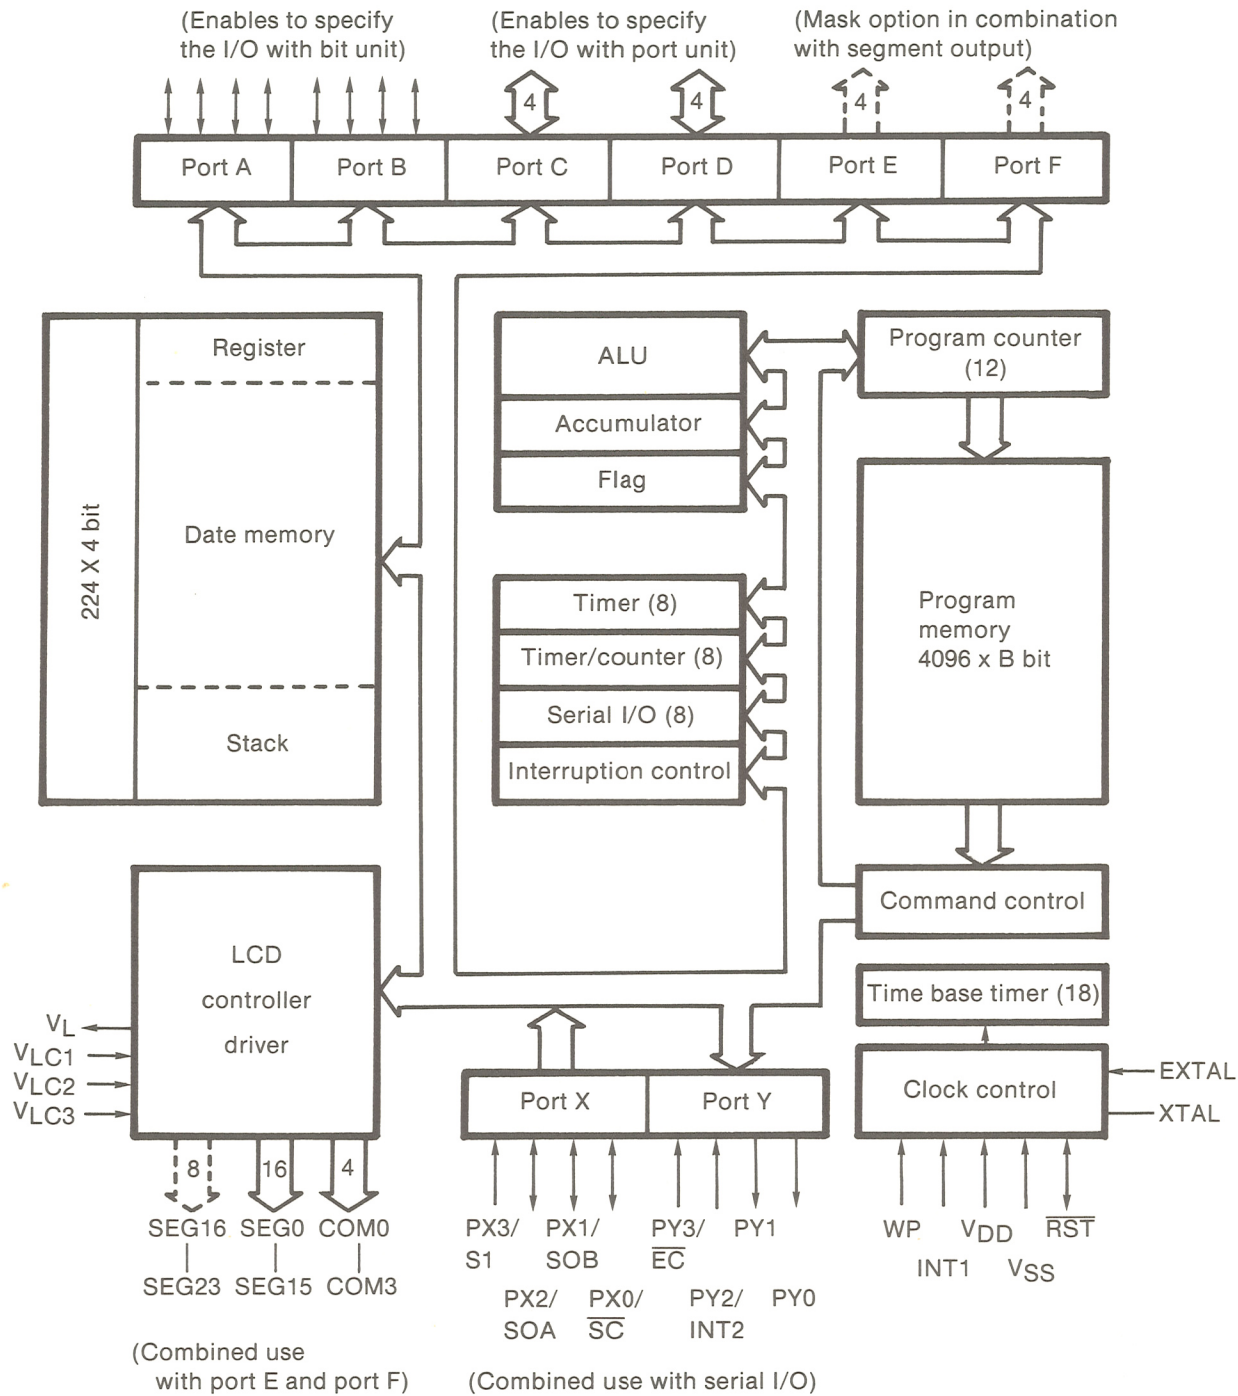 (Enables to specify
the I/O with bit unit)
(Enables to specify
the I/O with port unit)
(Mask option in combination
with segment output)
4
4
4
4
Port A
Port B
Port C
Port D
Port E
Port F
224 X 4 bit
Register
Date memory
Stack
ALU
Accumulator
Flag
Timer (8)
Timer/counter (8)
Serial I/O (8)
Interruption control
Program counter
(12)
Program
memory
4096 x B bit
Command control
Time base timer (18)
Clock control
EXTAL
XTAL
LCD
controller
driver
VL
VLC1
VLC2
VLC3
8
16
4
SEG16
SEG0
COM0
SEG23
SEG15
COM3
(Combined use
with port E and port F)
Port X
Port Y
PX3/
S1
PX1/
SOB
PY3/
EC
PY1
PX2/
SOA
PX0/
SC
PY2/
INT2
PY0
(Combined use with serial I/O)
WP
VDD
RST
INT1
VSS